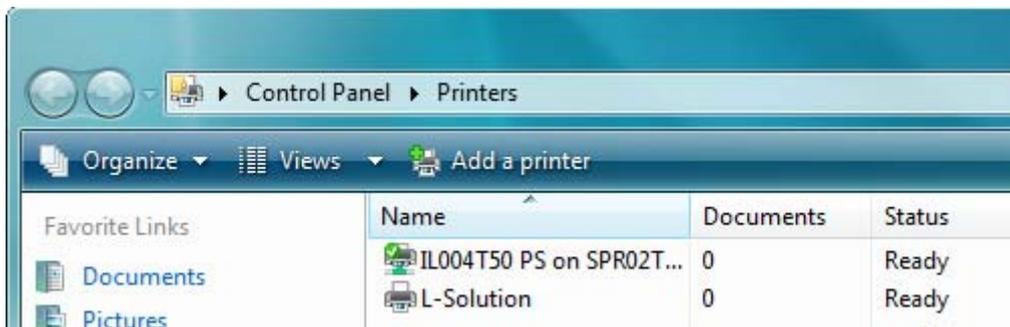 Control Panel Printers
Organize Views Add a printer
Favorite Links
Documents
Pictures
Name Documents Status
IL004T50 PS on SPR02T... 0 Ready
L-Solution 0 Ready